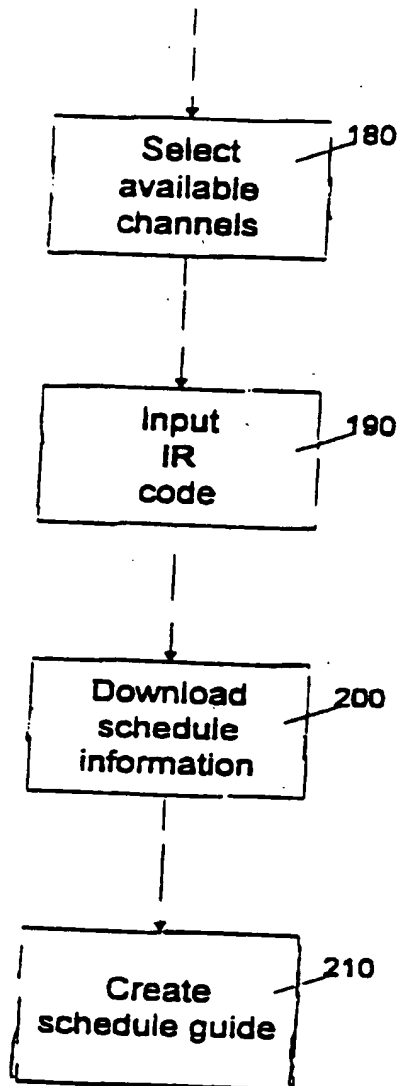 180
Select
available
channels
190
Input
IR
code
200
Download
schedule
information
210
Create
schedule guide